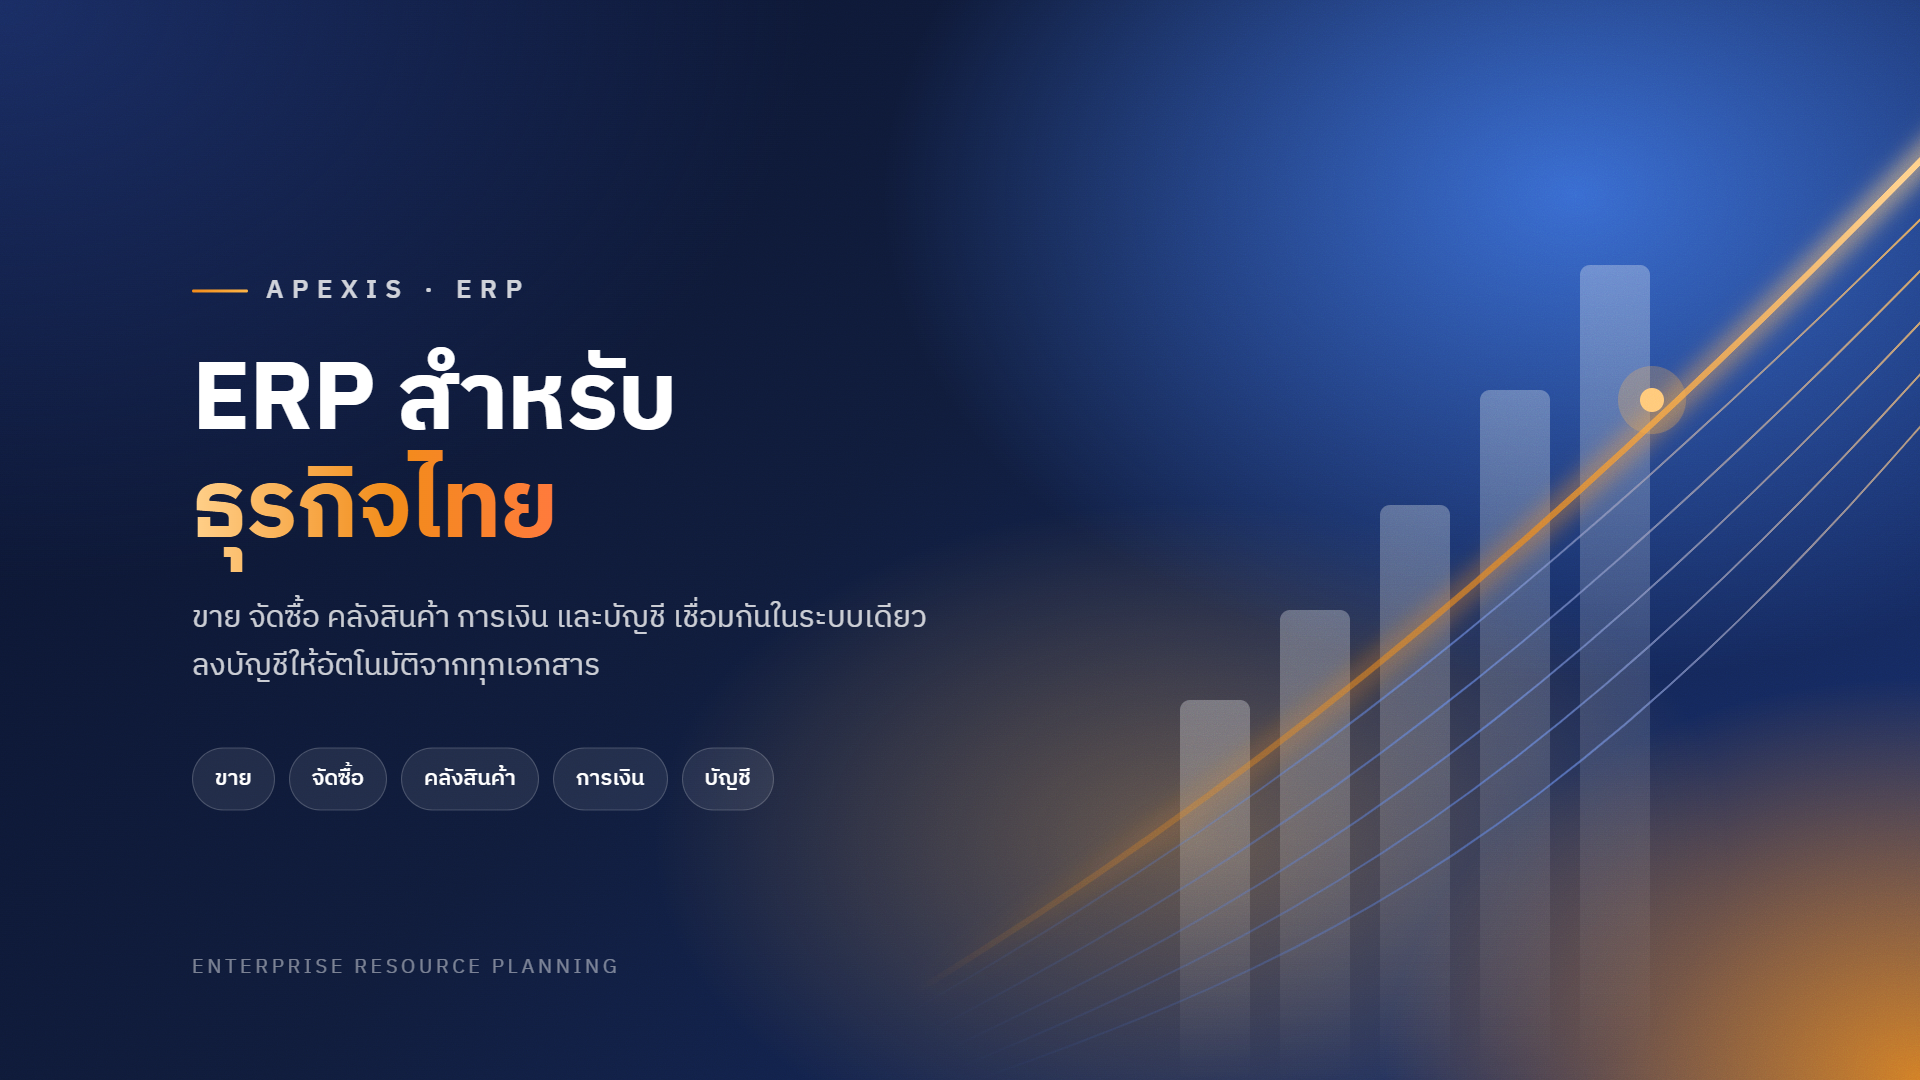 APEXIS · ERP
ERP สำหรับ
ธุรกิจไทย
ขาย จัดซื้อ คลังสินค้า การเงิน และบัญชี เชื่อมกันในระบบเดียว
ลงบัญชีให้อัตโนมัติจากทุกเอกสาร
ขาย จัดซื้อ คลังสินค้า การเงิน บัญชี
ENTERPRISE RESOURCE PLANNING